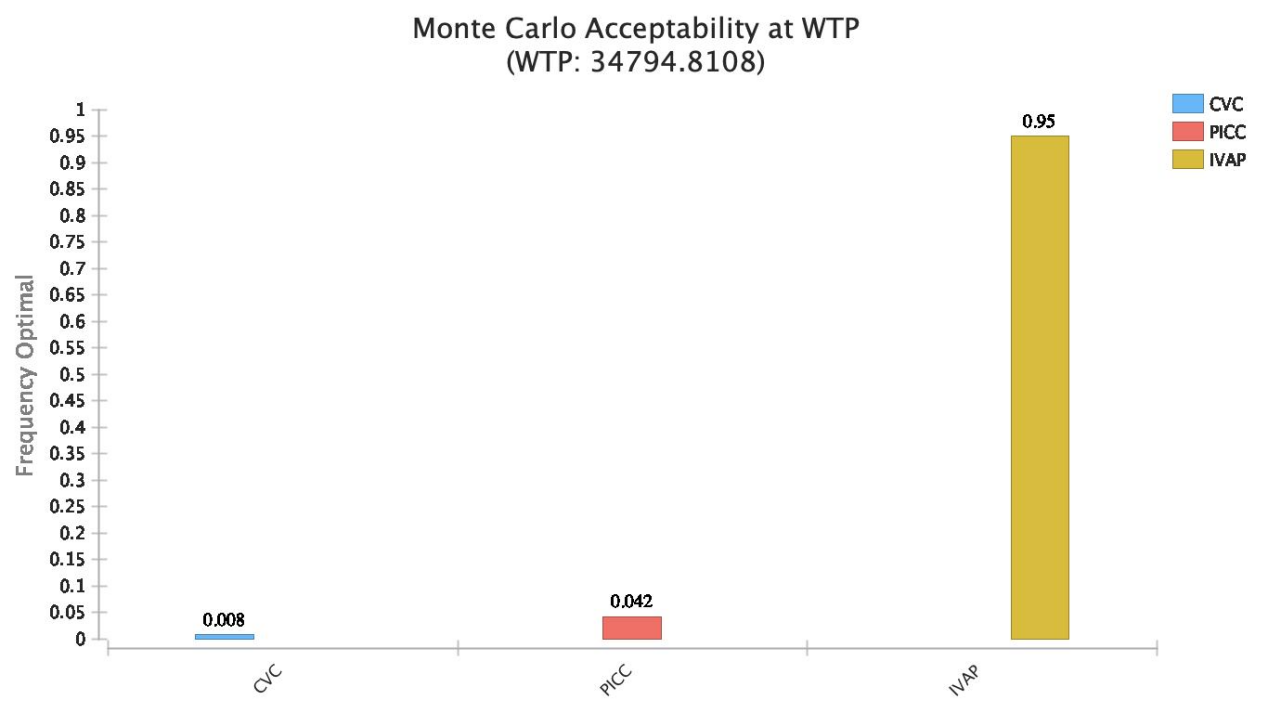 Monte Carlo Acceptability at WTP
(WTP: 34794.8108)
CVC
PICC
IVAP
Frequency Optimal
1
0.95
0.9
0.85
0.8
0.75
0.7
0.65
0.6
0.55
0.5
0.45
0.4
0.35
0.3
0.25
0.2
0.15
0.1
0.05
0
0.008
0.042
0.95
CVC
PICC
IVAP